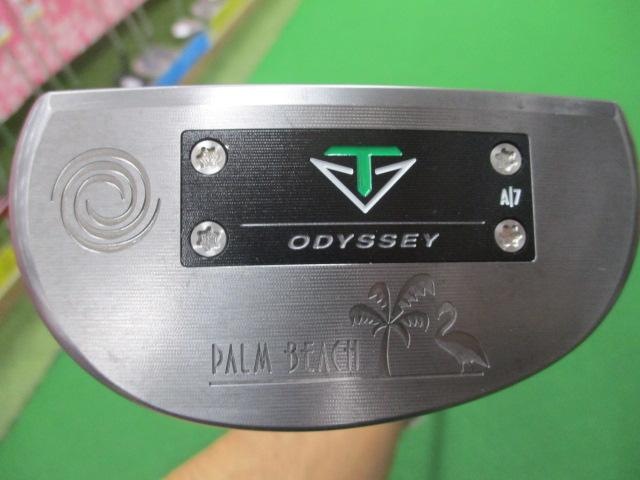 T
A/7
ODYSSEY
PALM BEACH